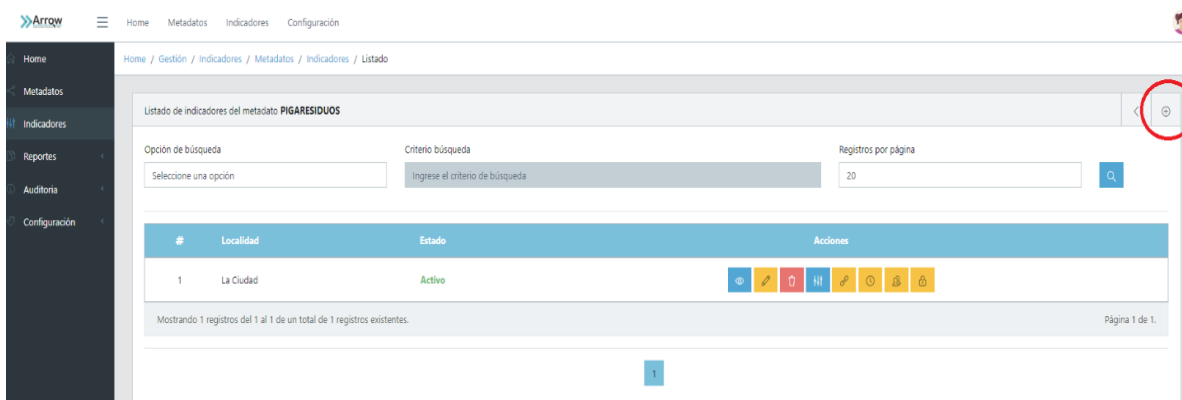 Arrow
Home Metadatos Indicadores Configuración
Home
Metadatos
Indicadores
Reportes
Auditoria
Configuración
Home / Gestión / Indicadores / Metadatos / Indicadores / Listado
Listado de indicadores del metadato PIGARESIDUOS
Opción de búsqueda Criterio búsqueda Registros por página
Seleccione una opción Ingrese el criterio de búsqueda 20
# Localidad Estado Acciones
1 La Ciudad Activo
Mostrando 1 registros del 1 al 1 de un total de 1 registros existentes. Página 1 de 1.
1